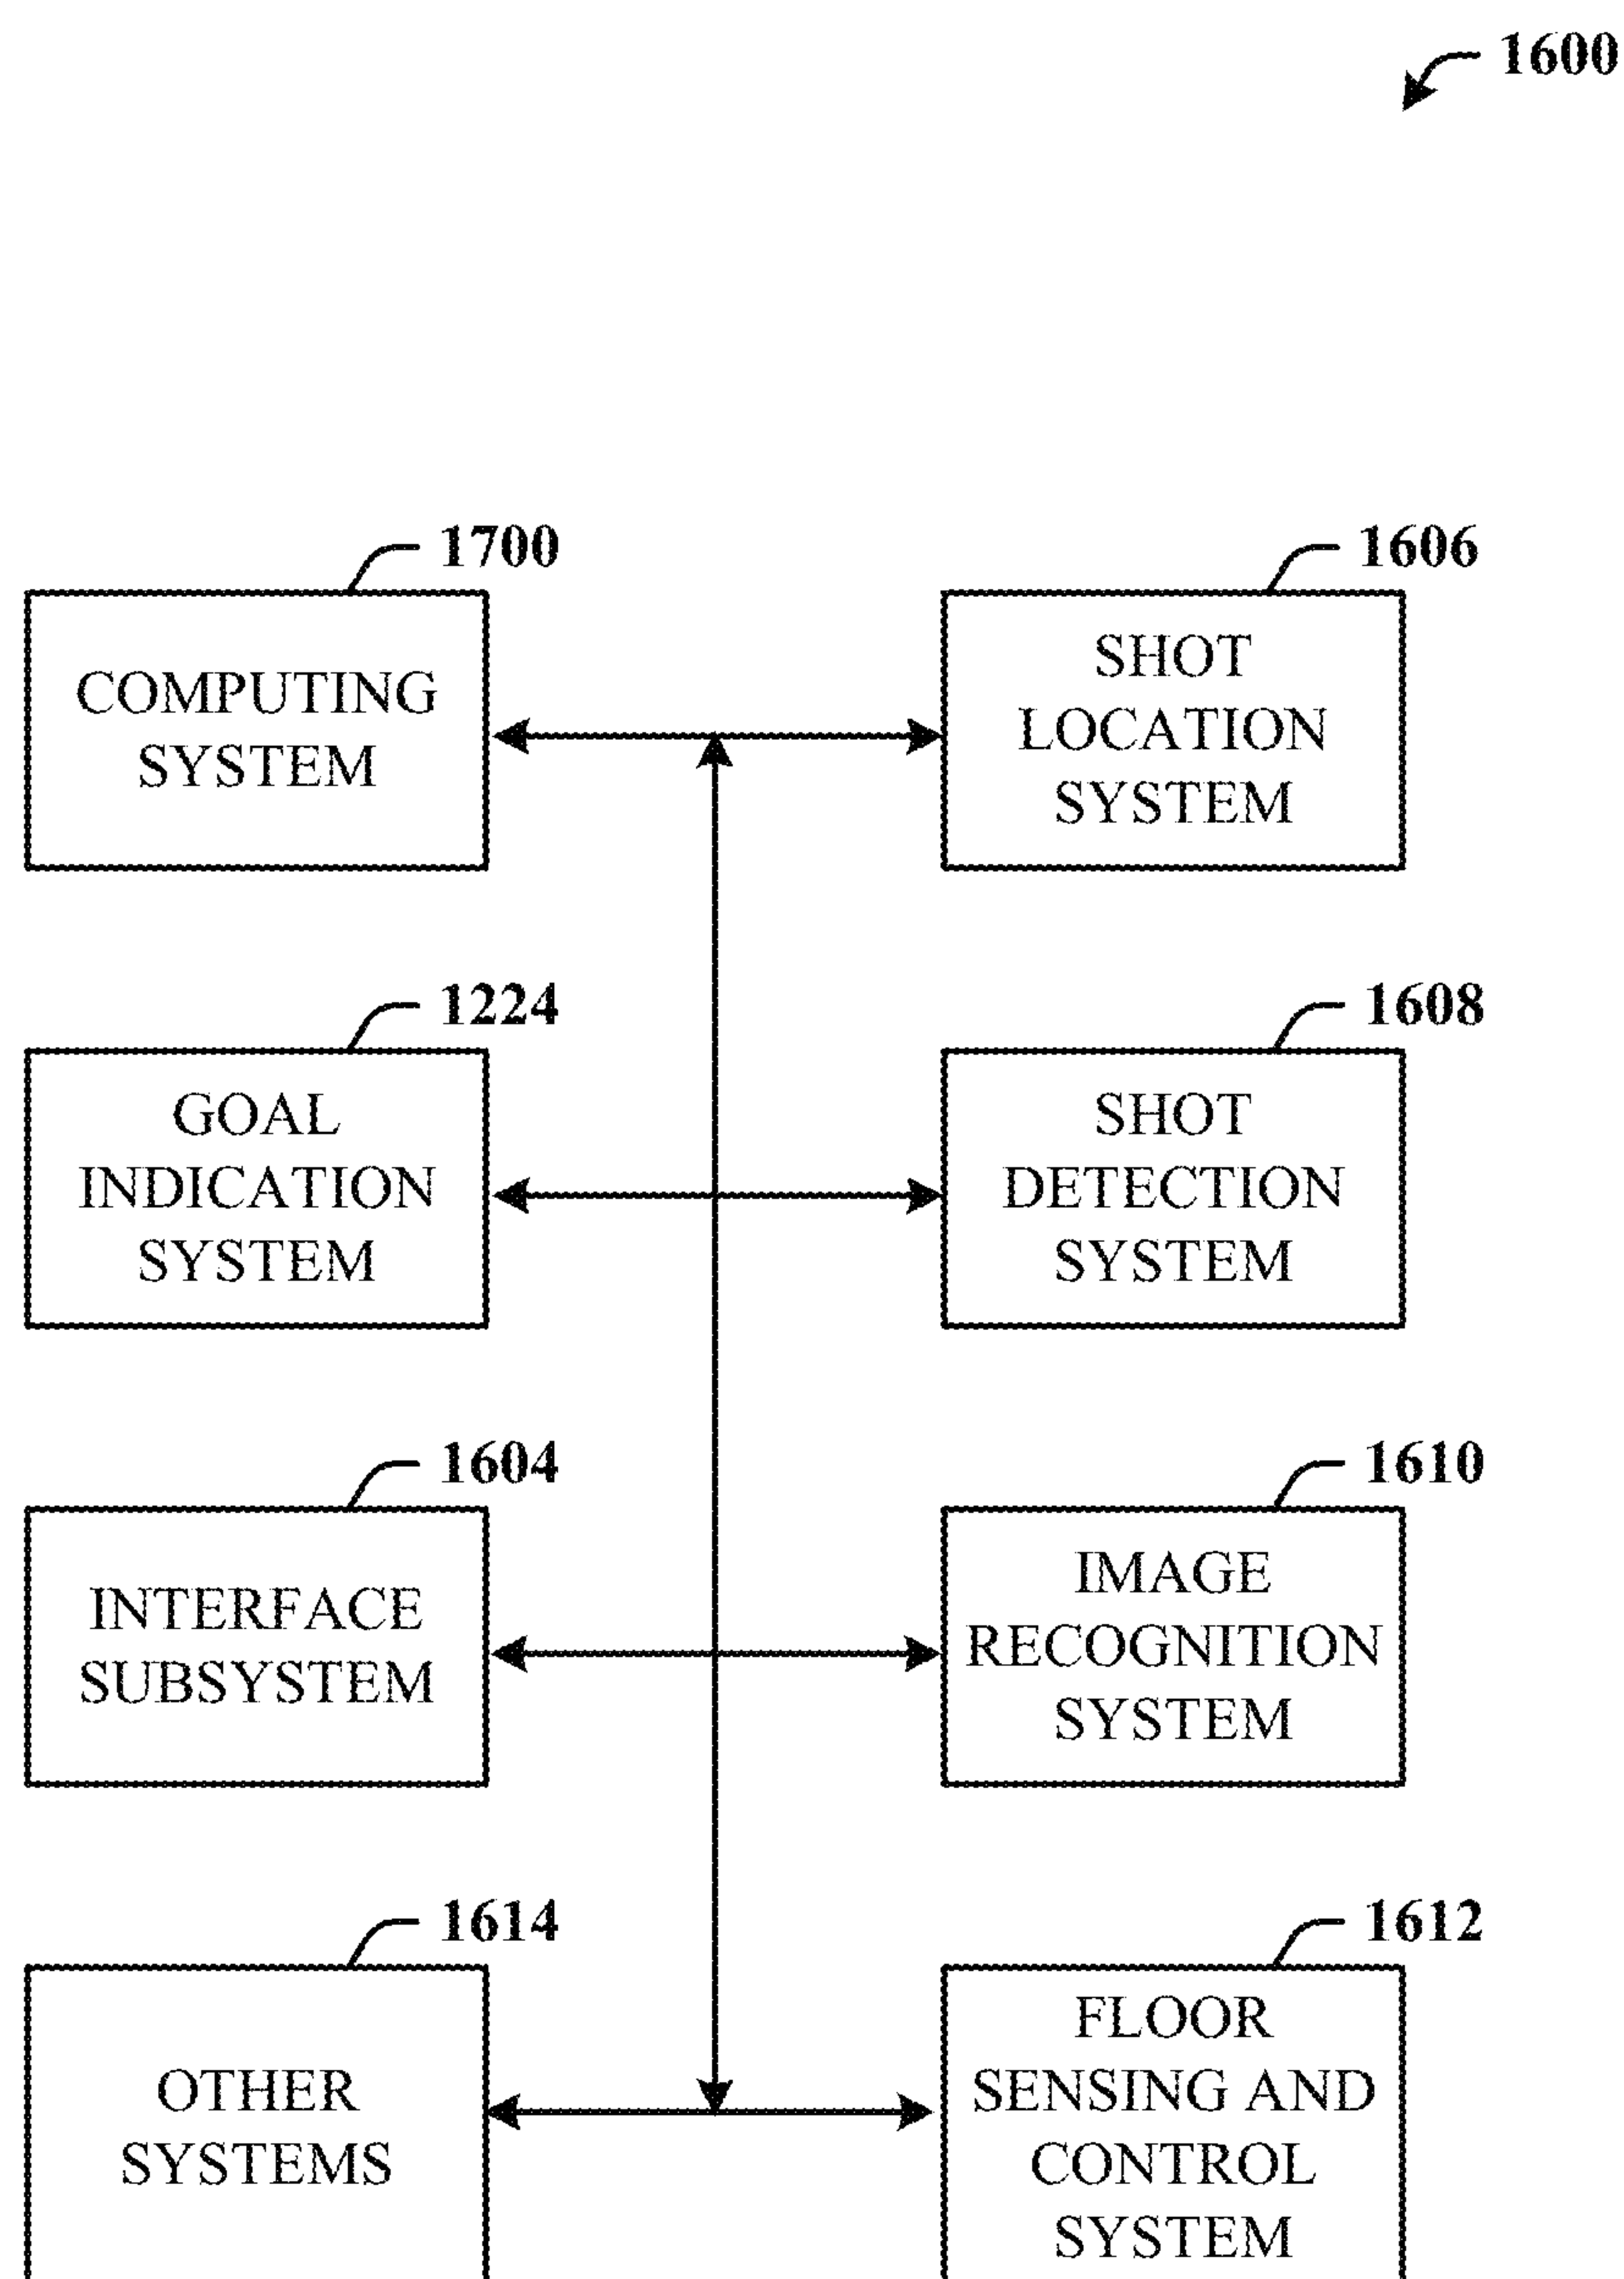 1600
1700
COMPUTING
SYSTEM
1606
SHOT
LOCATION
SYSTEM
1224
GOAL
INDICATION
SYSTEM
1608
SHOT
DETECTION
SYSTEM
1604
INTERFACE
SUBSYSTEM
1610
IMAGE
RECOGNITION
SYSTEM
1614
OTHER
SYSTEMS
1612
FLOOR
SENSING AND
CONTROL
SYSTEM